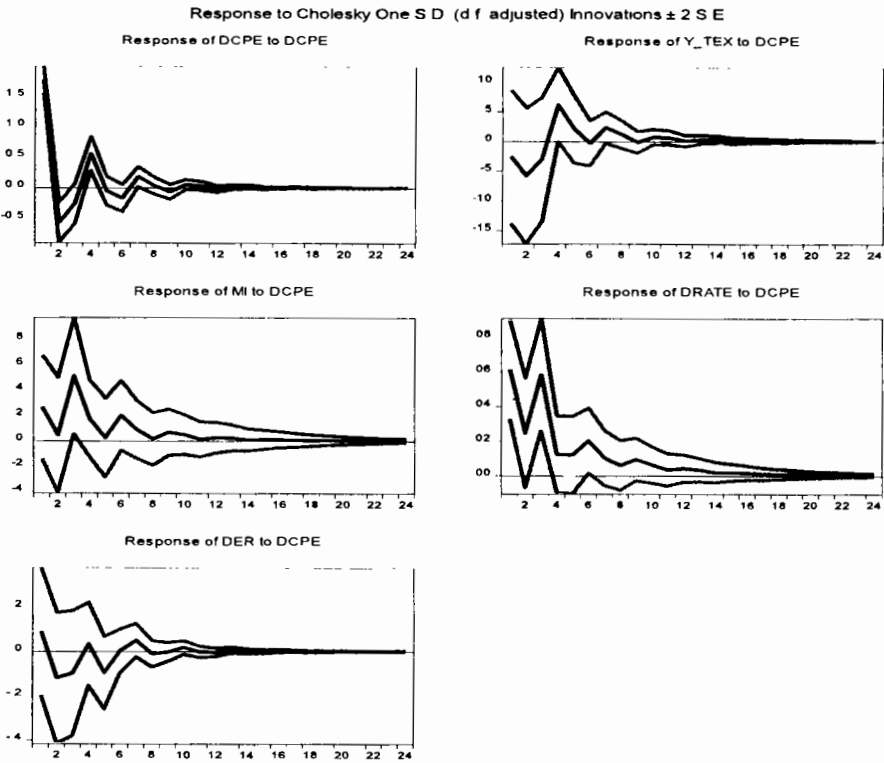 Response to Cholesky One S D (d f adjusted) Innovations ± 2 S E
Response of DCPE to DCPE
1 5
1 0
0 5
0 0
-0 5
2 4 6 8 10 12 14 16 18 20 22 24
Response of Y_TEX to DCPE
10
5
0
-5
-10
-15
2 4 6 8 10 12 14 16 18 20 22 24
Response of MI to DCPE
8
6
4
2
0
-2
-4
2 4 6 8 10 12 14 16 18 20 22 24
Response of DRATE to DCPE
08
06
04
02
00
2 4 6 8 10 12 14 16 18 20 22 24
Response of DER to DCPE
2
0
- 2
- 4
2 4 6 8 10 12 14 16 18 20 22 24